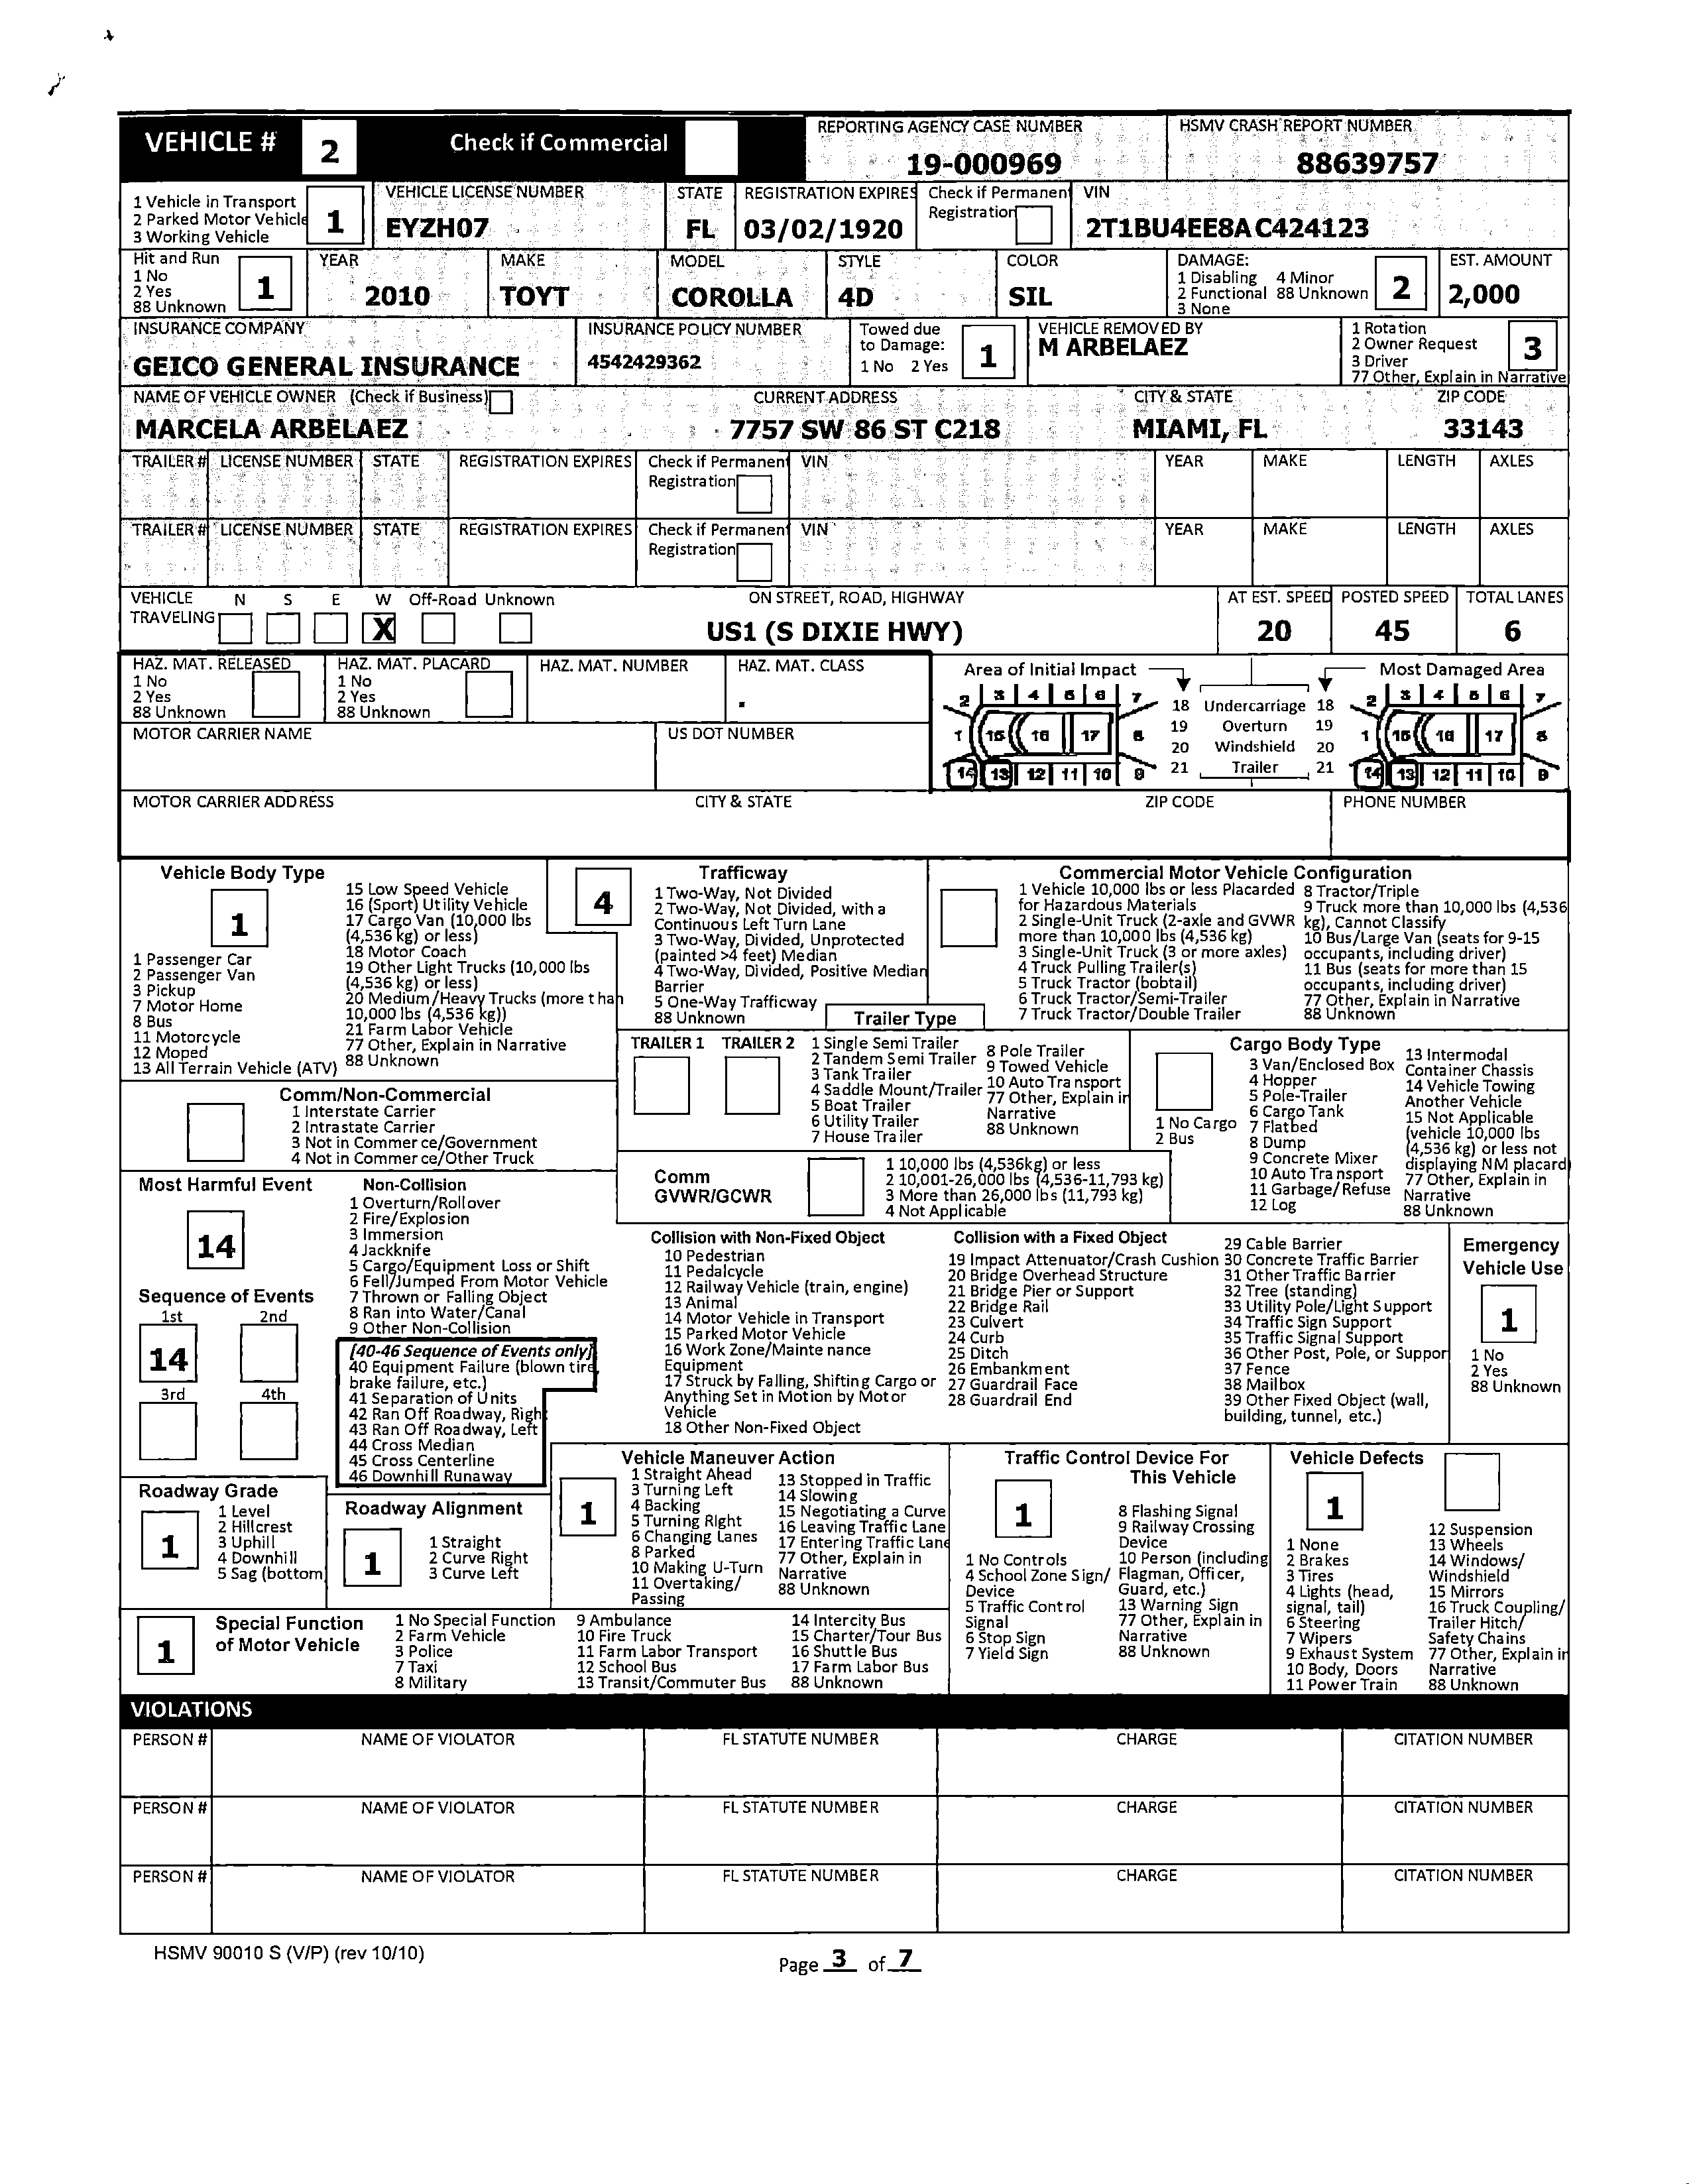 VEHICLE # 2 Check if Commercial
REPORTING AGENCY CASE NUMBER
19-000969
HSMV CRASH REPORT NUMBER
88639757
1 Vehicle in Transport
2 Parked Motor Vehicle
3 Working Vehicle
1
VEHICLE LICENSE NUMBER
EYZH07
STATE
FL
REGISTRATION EXPIRES
03/02/1920
Check if Permanent
Registration
VIN
2T1BU4EE8AC424123
Hit and Run
1 No
2 Yes
88 Unknown
1
YEAR
2010
MAKE
TOYT
MODEL
COROLLA
STYLE
4D
COLOR
SIL
DAMAGE:
1 Disabling 4 Minor
2 Functional 88 Unknown
3 None
2
EST. AMOUNT
2,000
INSURANCE COMPANY
GEICO GENERAL INSURANCE
INSURANCE POLICY NUMBER
4542429362
Towed due
to Damage:
1 No 2 Yes
1
VEHICLE REMOVED BY
M ARBELAEZ
1 Rotation
2 Owner Request
3 Driver
77 Other, Explain in Narrative
3
NAME OF VEHICLE OWNER (Check if Business)
MARCELA ARBELAEZ
CURRENT ADDRESS
7757 SW 86 ST C218
CITY & STATE
MIAMI, FL
ZIP CODE
33143
TRAILER # LICENSE NUMBER STATE REGISTRATION EXPIRES Check if Permanent VIN YEAR MAKE LENGTH AXLES
Registration
TRAILER # LICENSE NUMBER STATE REGISTRATION EXPIRES Check if Permanent VIN YEAR MAKE LENGTH AXLES
Registration
VEHICLE N S E W Off-Road Unknown
TRAVELING X
ON STREET, ROAD, HIGHWAY
US1 (S DIXIE HWY)
AT EST. SPEED
20
POSTED SPEED
45
TOTAL LANES
6
HAZ. MAT. RELEASED
1 No
2 Yes
88 Unknown
HAZ. MAT. PLACARD
1 No
2 Yes
88 Unknown
HAZ. MAT. NUMBER
HAZ. MAT. CLASS
Area of Initial Impact Most Damaged Area
2 3 4 5 6 7
1 15 16 17 8
14 13 12 11 10 9
18 Undercarriage 18
19 Overturn 19
20 Windshield 20
21 Trailer 21
2 3 4 5 6 7
1 15 16 17 8
14 13 12 11 10 9
MOTOR CARRIER NAME
US DOT NUMBER
MOTOR CARRIER ADDRESS CITY & STATE ZIP CODE PHONE NUMBER
Vehicle Body Type
1
1 Passenger Car
2 Passenger Van
3 Pickup
7 Motor Home
8 Bus
11 Motorcycle
12 Moped
13 All Terrain Vehicle (ATV)
15 Low Speed Vehicle
16 (Sport) Utility Vehicle
17 Cargo Van (10,000 lbs
(4,536 kg) or less)
18 Motor Coach
19 Other Light Trucks (10,000 lbs
(4,536 kg) or less)
20 Medium/Heavy Trucks (more than
10,000 lbs (4,536 kg))
21 Farm Labor Vehicle
77 Other, Explain in Narrative
88 Unknown
4
Trafficway
1 Two-Way, Not Divided
2 Two-Way, Not Divided, with a
Continuous Left Turn Lane
3 Two-Way, Divided, Unprotected
(painted >4 feet) Median
4 Two-Way, Divided, Positive Median
Barrier
5 One-Way Trafficway
88 Unknown
Commercial Motor Vehicle Configuration
1 Vehicle 10,000 lbs or less Placarded
for Hazardous Materials
2 Single-Unit Truck (2-axle and GVWR
more than 10,000 lbs (4,536 kg)
3 Single-Unit Truck (3 or more axles)
4 Truck Pulling Trailer(s)
5 Truck Tractor (bobtail)
6 Truck Tractor/Semi-Trailer
7 Truck Tractor/Double Trailer
8 Tractor/Triple
9 Truck more than 10,000 lbs (4,536
kg), Cannot Classify
10 Bus/Large Van (seats for 9-15
occupants, including driver)
11 Bus (seats for more than 15
occupants, including driver)
77 Other, Explain in Narrative
88 Unknown
Trailer Type
TRAILER 1 TRAILER 2
1 Single Semi Trailer
2 Tandem Semi Trailer
3 Tank Trailer
4 Saddle Mount/Trailer
5 Boat Trailer
6 Utility Trailer
7 House Trailer
8 Pole Trailer
9 Towed Vehicle
10 Auto Transport
77 Other, Explain in
Narrative
88 Unknown
Cargo Body Type
1 No Cargo
2 Bus
3 Van/Enclosed Box
4 Hopper
5 Pole-Trailer
6 Cargo Tank
7 Flatbed
8 Dump
9 Concrete Mixer
10 Auto Transport
11 Garbage/Refuse
12 Log
13 Intermodal
Container Chassis
14 Vehicle Towing
Another Vehicle
15 Not Applicable
(vehicle 10,000 lbs
(4,536 kg) or less not
displaying NM placard)
77 Other, Explain in
Narrative
88 Unknown
Comm/Non-Commercial
1 Interstate Carrier
2 Intrastate Carrier
3 Not in Commerce/Government
4 Not in Commerce/Other Truck
Comm
GVWR/GCWR
1 10,000 lbs (4,536kg) or less
2 10,001-26,000 lbs (4,536-11,793 kg)
3 More than 26,000 lbs (11,793 kg)
4 Not Applicable
Most Harmful Event
14
Sequence of Events
1st 2nd
14
3rd 4th
Non-Collision
1 Overturn/Rollover
2 Fire/Explosion
3 Immersion
4 Jackknife
5 Cargo/Equipment Loss or Shift
6 Fell/Jumped From Motor Vehicle
7 Thrown or Falling Object
8 Ran into Water/Canal
9 Other Non-Collision
[40-46 Sequence of Events only]
40 Equipment Failure (blown tire,
brake failure, etc.)
41 Separation of Units
42 Ran Off Roadway, Right
43 Ran Off Roadway, Left
44 Cross Median
45 Cross Centerline
46 Downhill Runaway
Collision with Non-Fixed Object
10 Pedestrian
11 Pedalcycle
12 Railway Vehicle (train, engine)
13 Animal
14 Motor Vehicle in Transport
15 Parked Motor Vehicle
16 Work Zone/Maintenance
Equipment
17 Struck by Falling, Shifting Cargo or
Anything Set in Motion by Motor
Vehicle
18 Other Non-Fixed Object
Collision with a Fixed Object
19 Impact Attenuator/Crash Cushion
20 Bridge Overhead Structure
21 Bridge Pier or Support
22 Bridge Rail
23 Culvert
24 Curb
25 Ditch
26 Embankment
27 Guardrail Face
28 Guardrail End
29 Cable Barrier
30 Concrete Traffic Barrier
31 Other Traffic Barrier
32 Tree (standing)
33 Utility Pole/Light Support
34 Traffic Sign Support
35 Traffic Signal Support
36 Other Post, Pole, or Suppor
37 Fence
38 Mailbox
39 Other Fixed Object (wall,
building, tunnel, etc.)
Emergency
Vehicle Use
1
1 No
2 Yes
88 Unknown
Roadway Grade
1
1 Level
2 Hillcrest
3 Uphill
4 Downhill
5 Sag (bottom
Roadway Alignment
1
1 Straight
2 Curve Right
3 Curve Left
Vehicle Maneuver Action
1
1 Straight Ahead
3 Turning Left
4 Backing
5 Turning Right
6 Changing Lanes
8 Parked
10 Making U-Turn
11 Overtaking/
Passing
13 Stopped in Traffic
14 Slowing
15 Negotiating a Curve
16 Leaving Traffic Lane
17 Entering Traffic Lane
77 Other, Explain in
Narrative
88 Unknown
Traffic Control Device For
This Vehicle
1
1 No Controls
4 School Zone Sign/
Device
5 Traffic Control
Signal
6 Stop Sign
7 Yield Sign
8 Flashing Signal
9 Railway Crossing
Device
10 Person (including
Flagman, Officer,
Guard, etc.)
13 Warning Sign
77 Other, Explain in
Narrative
88 Unknown
Vehicle Defects
1
1 None
2 Brakes
3 Tires
4 Lights (head,
signal, tail)
6 Steering
7 Wipers
9 Exhaust System
10 Body, Doors
11 Power Train
12 Suspension
13 Wheels
14 Windows/
Windshield
15 Mirrors
16 Truck Coupling/
Trailer Hitch/
Safety Chains
77 Other, Explain in
Narrative
88 Unknown
1
Special Function
of Motor Vehicle
1 No Special Function
2 Farm Vehicle
3 Police
7 Taxi
8 Military
9 Ambulance
10 Fire Truck
11 Farm Labor Transport
12 School Bus
13 Transit/Commuter Bus
14 Intercity Bus
15 Charter/Tour Bus
16 Shuttle Bus
17 Farm Labor Bus
88 Unknown
VIOLATIONS
PERSON # NAME OF VIOLATOR FL STATUTE NUMBER CHARGE CITATION NUMBER
PERSON # NAME OF VIOLATOR FL STATUTE NUMBER CHARGE CITATION NUMBER
PERSON # NAME OF VIOLATOR FL STATUTE NUMBER CHARGE CITATION NUMBER
HSMV 90010 S (V/P) (rev 10/10)
Page 3 of 7